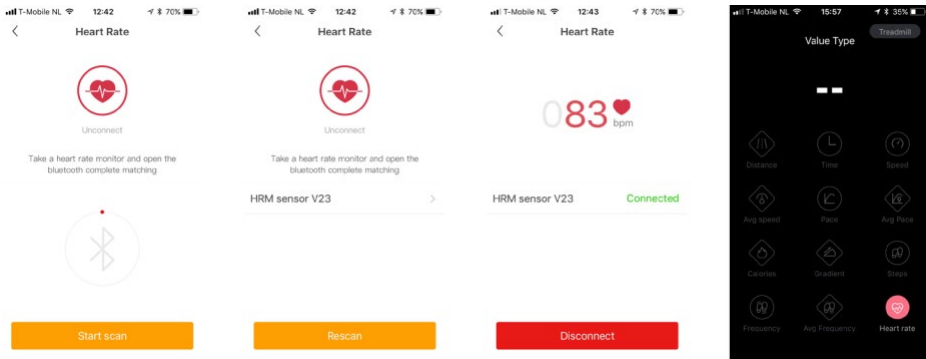 T-Mobile NL 12:42 70%
Heart Rate
Unconnect
Take a heart rate monitor and open the
bluetooth complete matching
Start scan
T-Mobile NL 12:42 70%
Heart Rate
Unconnect
Take a heart rate monitor and open the
bluetooth complete matching
HRM sensor V23
Rescan
T-Mobile NL 12:43 70%
Heart Rate
083 bpm
HRM sensor V23 Connected
Disconnect
T-Mobile NL 15:57 35%
Treadmill
Value Type
--
Distance Time Speed
Avg speed Pace Avg Pace
Calories Gradient Steps
Frequency Avg Frequency Heart rate